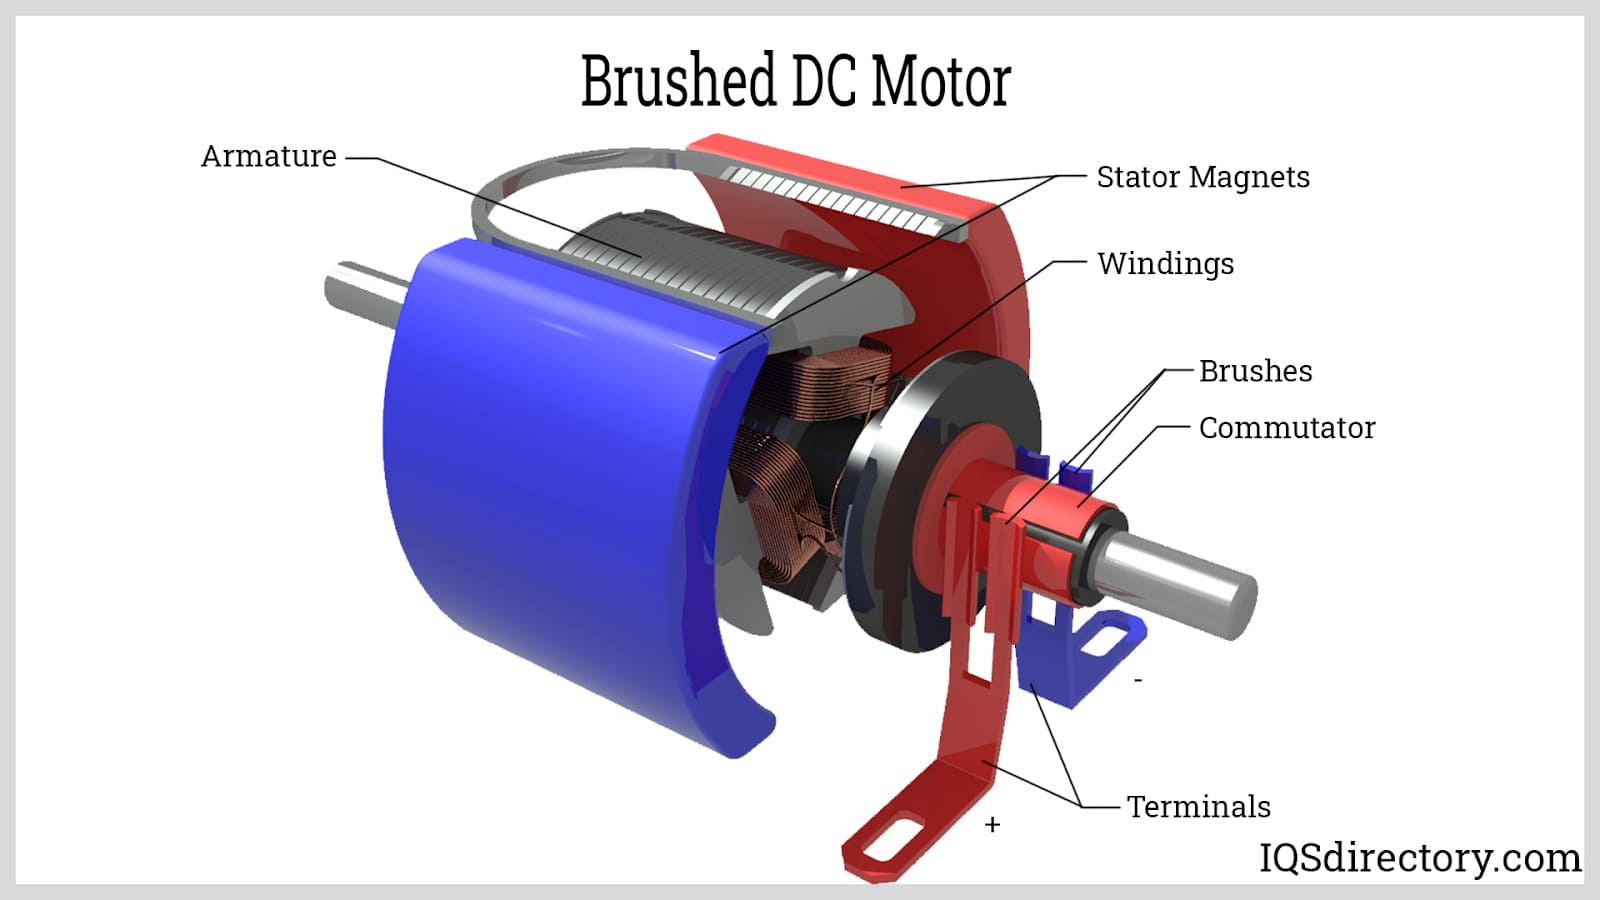 Brushed DC Motor
Armature
Stator Magnets
Windings
Brushes
Commutator
-
Terminals
+
IQSdirectory.com